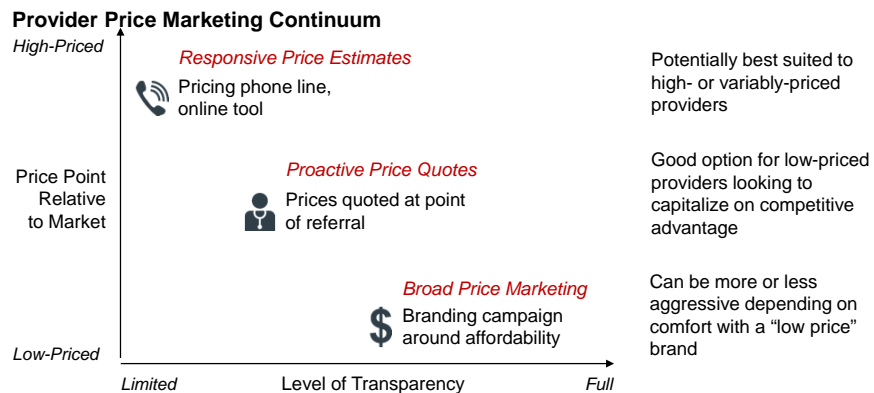 Provider Price Marketing Continuum
High-Priced
Responsive Price Estimates
Pricing phone line,
online tool
Potentially best suited to
high- or variably-priced
providers
Price Point
Relative
to Market
Proactive Price Quotes
Prices quoted at point
of referral
Good option for low-priced
providers looking to
capitalize on competitive
advantage
Broad Price Marketing
$
Branding campaign
around affordability
Can be more or less
aggressive depending on
comfort with a “low price”
brand
Low-Priced
Limited
Level of Transparency
Full